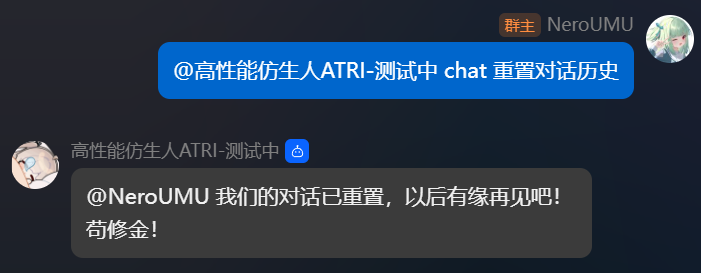 群主 NeroUMU
@高性能仿生人ATRI-测试中 chat 重置对话历史
高性能仿生人ATRI-测试中
@NeroUMU 我们的对话已重置，以后有缘再见吧！
苟修金！